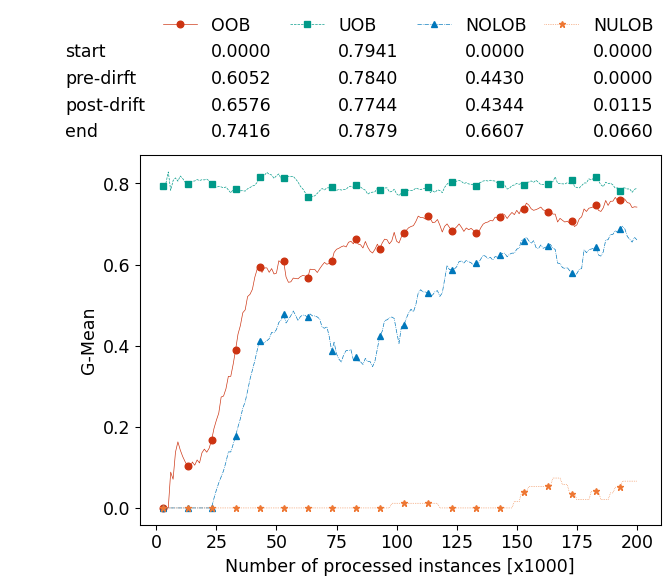 OOB UOB NOLOB NULOB
start 0.0000 0.7941 0.0000 0.0000
pre-dirft 0.6052 0.7840 0.4430 0.0000
post-drift 0.6576 0.7744 0.4344 0.0115
end 0.7416 0.7879 0.6607 0.0660
0.8
0.6
0.4
0.2
0.0
G-Mean
0 25 50 75 100 125 150 175 200
Number of processed instances [x1000]